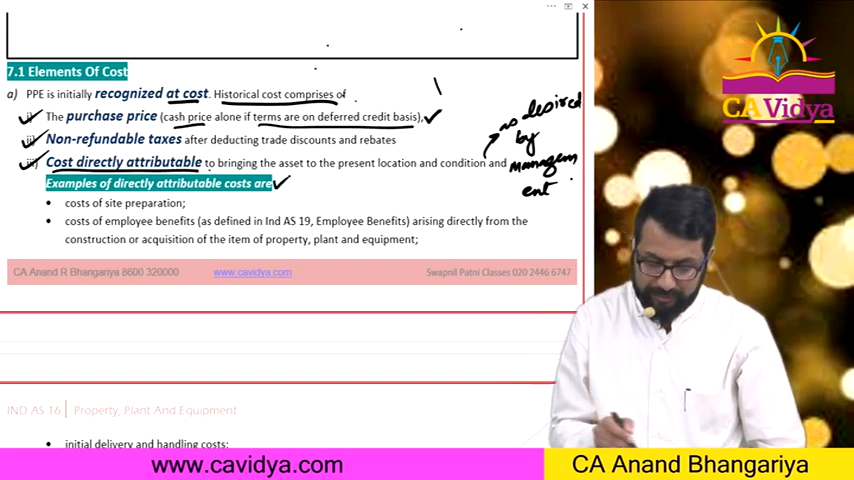 7.1 Elements Of Cost
a) PPE is initially recognized at cost. Historical cost comprises of
i) The purchase price (cash price alone if terms are on deferred credit basis),
ii) Non-refundable taxes after deducting trade discounts and rebates
iii) Cost directly attributable to bringing the asset to the present location and condition and
as desired
by
managem
ent
Examples of directly attributable costs are
• costs of site preparation;
• costs of employee benefits (as defined in Ind AS 19, Employee Benefits) arising directly from the
construction or acquisition of the item of property, plant and equipment;
CA Anand R Bhangariya 8600 320000 www.cavidya.com Swapnil Patni Classes 020 2446 6747
IND AS 16 | Property, Plant And Equipment
• initial delivery and handling costs;
CA Vidya
www.cavidya.com
CA Anand Bhangariya